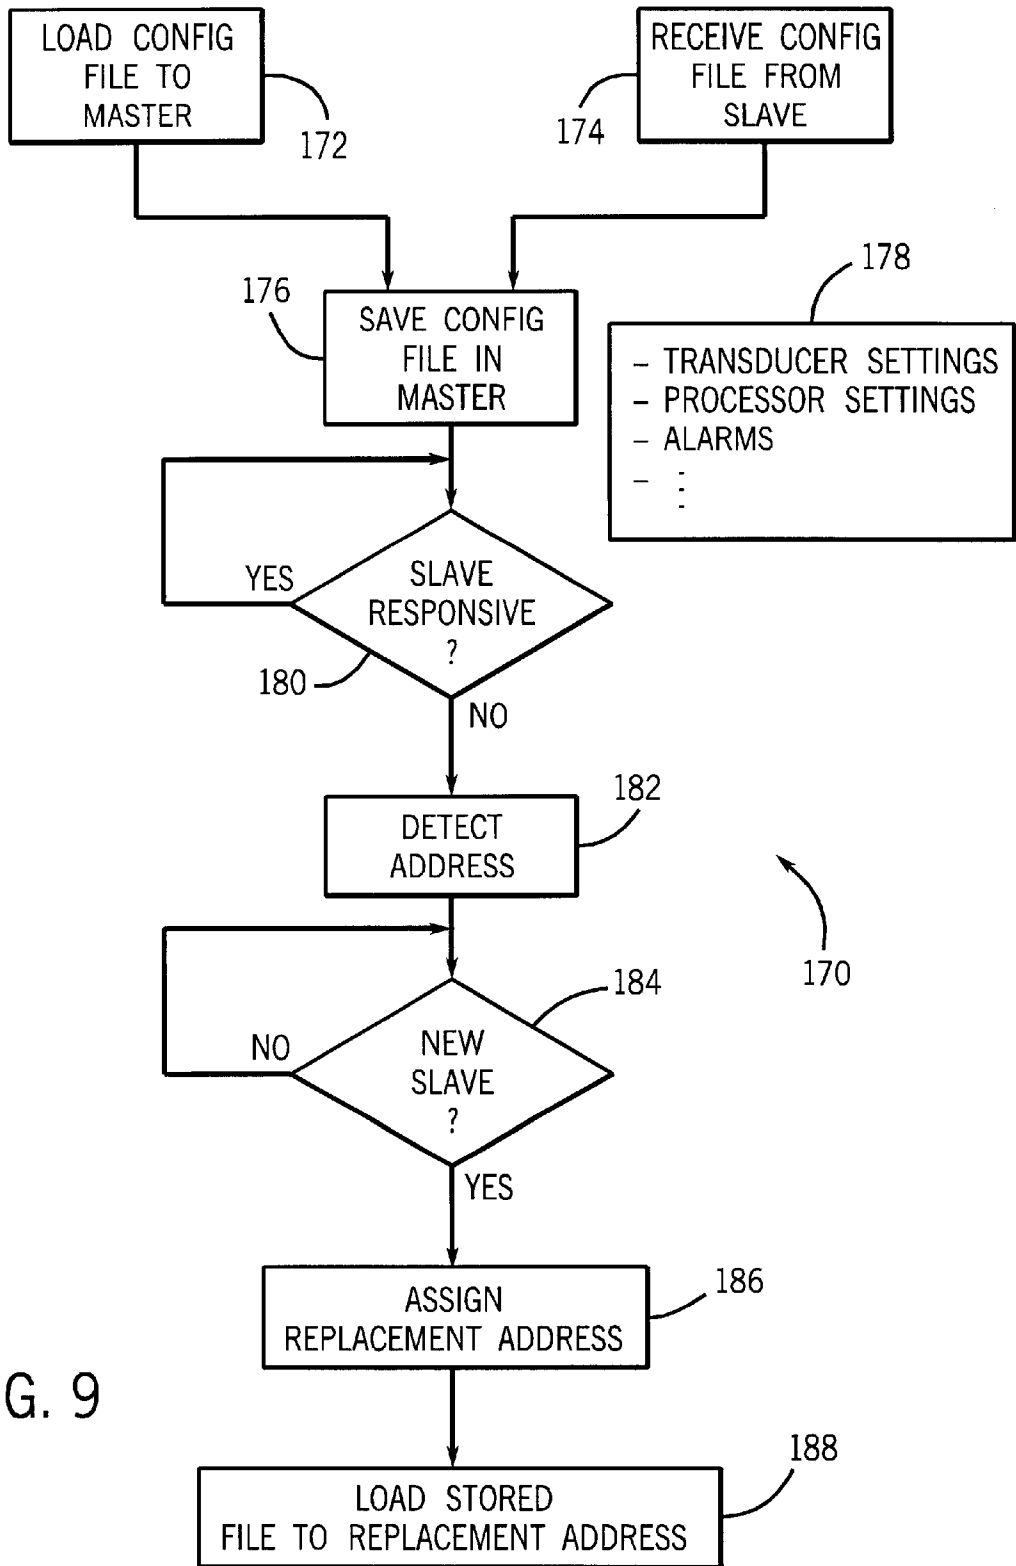 LOAD CONFIG
FILE TO
MASTER
172
RECEIVE CONFIG
FILE FROM
SLAVE
174
176
SAVE CONFIG
FILE IN
MASTER
178
– TRANSDUCER SETTINGS
– PROCESSOR SETTINGS
– ALARMS
– ⋮
YES
SLAVE
RESPONSIVE
?
180
NO
182
DETECT
ADDRESS
170
184
NO
NEW
SLAVE
?
YES
186
ASSIGN
REPLACEMENT ADDRESS
G. 9
188
LOAD STORED
FILE TO REPLACEMENT ADDRESS